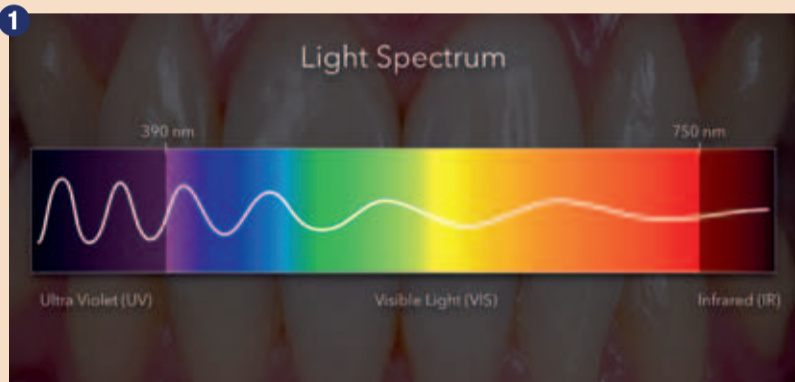 1
Light Spectrum
390 nm 750 nm
Ultra Violet (UV) Visible Light (VIS) Infrared (IR)